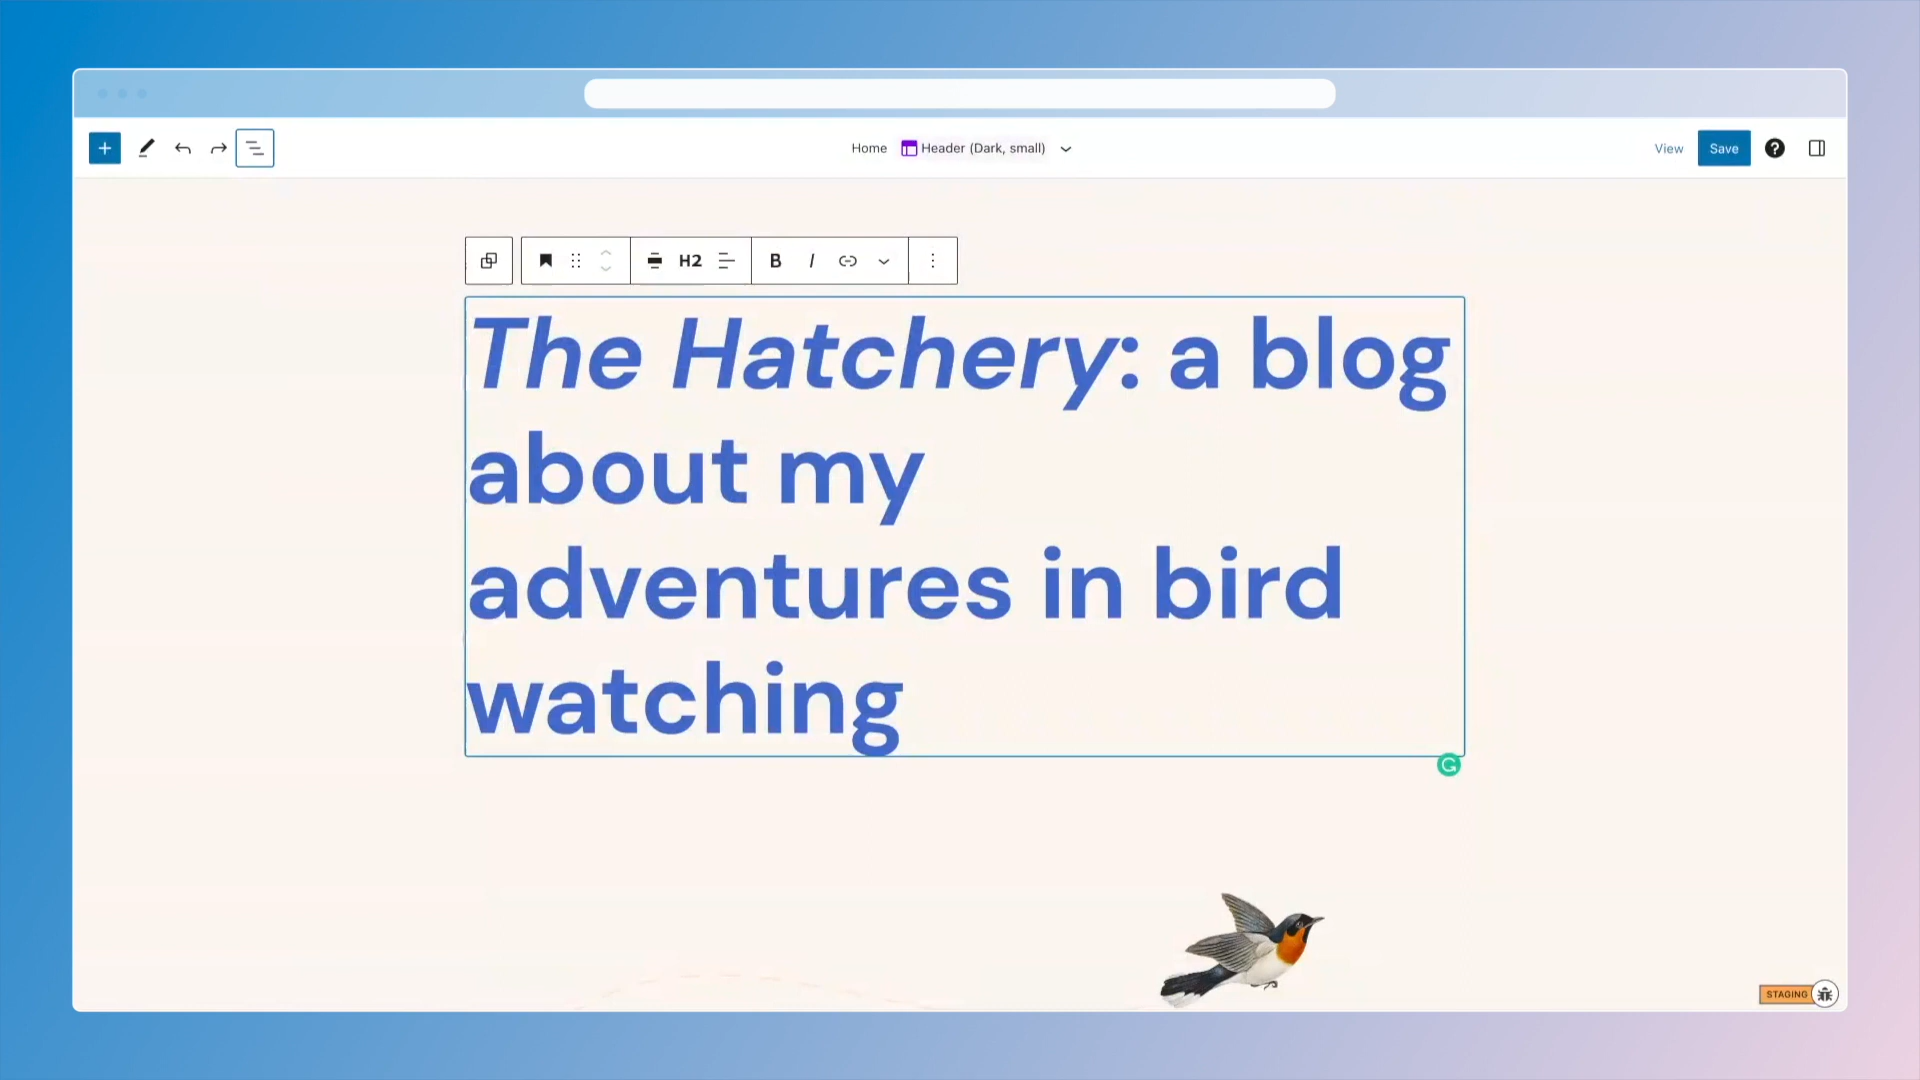 Home Header (Dark, small)
View Save
H2 B I
The Hatchery: a blog
about my
adventures in bird
watching
STAGING